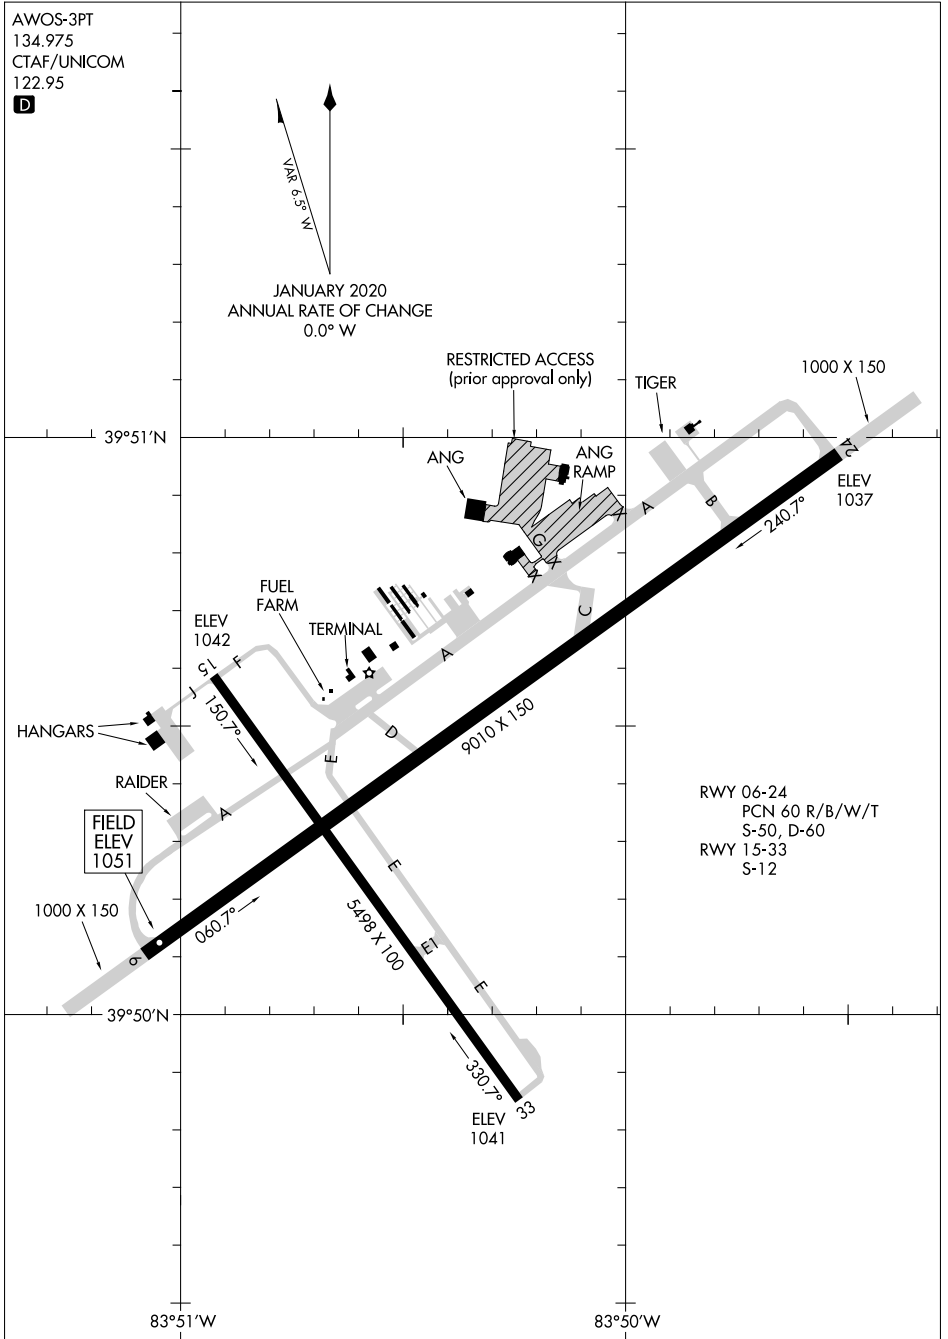 AWOS-3PT
134.975
CTAF/UNICOM
122.95
D
VAR 6.5° W
JANUARY 2020
ANNUAL RATE OF CHANGE
0.0° W
RESTRICTED ACCESS
(prior approval only)
TIGER
1000 X 150
39°51'N
ANG
ANG
RAMP
24
ELEV
1037
A
B
240.7°
X
G
X
X
C
FUEL
FARM
TERMINAL
ELEV
1042
15
F
J
A
150.7°
HANGARS
D
E
9010 X 150
RAIDER
A
FIELD
ELEV
1051
RWY 06-24
PCN 60 R/B/W/T
S-50, D-60
RWY 15-33
S-12
E
1000 X 150
060.7°
5498 X 100
E1
6
E
39°50'N
330.7°
33
ELEV
1041
83°51'W
83°50'W